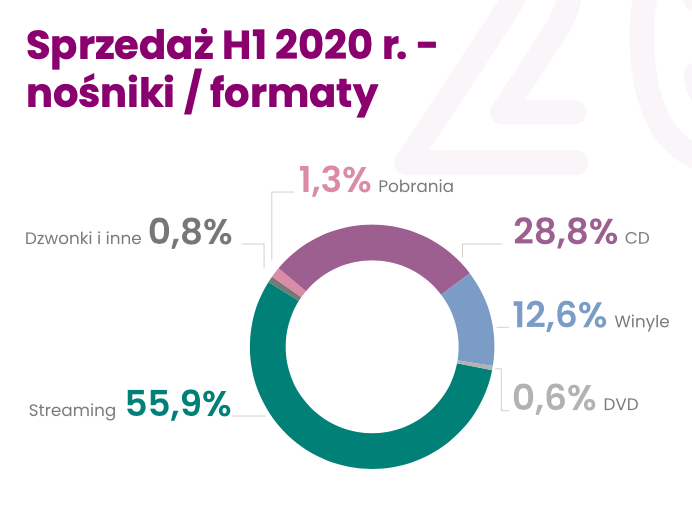 Sprzedaż H1 2020 r. –
nośniki / formaty
1,3% Pobrania
Dzwonki i inne 0,8%
28,8% CD
12,6% Winyle
Streaming 55,9%
0,6% DVD